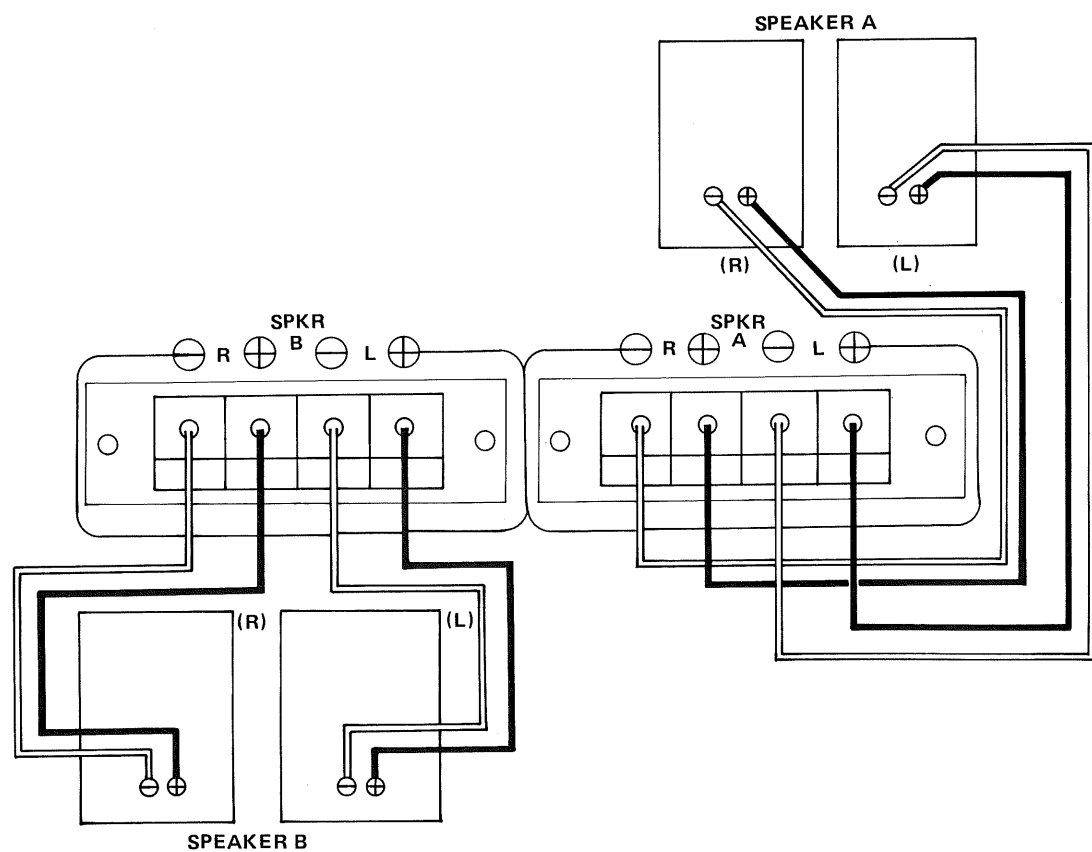 SPEAKER A
(R)
(L)
SPKR
B
R
L
SPKR
A
R
L
(R)
(L)
SPEAKER B